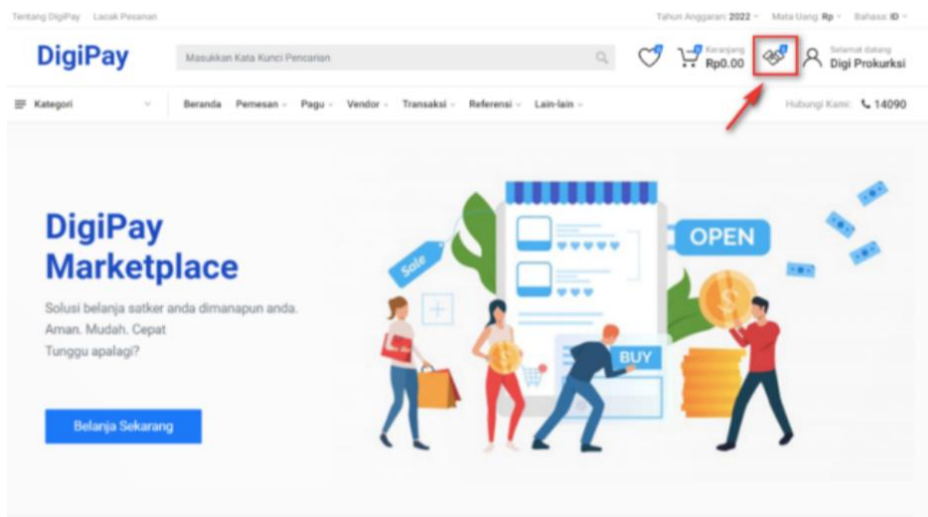 Tentang DigiPay Lacak Pesanan
Tahun Anggaran: 2022 Mata Uang: Rp Bahasa: ID
DigiPay
Masukkan Kata Kunci Pencarian
Keranjang
Rp0.00
Selamat datang
Digi Prokurksi
Kategori
Beranda Pemesan Pagu Vendor Transaksi Referensi Lain-lain
Hubungi Kami: 14090
DigiPay
Marketplace
Solusi belanja satker anda dimanapun anda.
Aman. Mudah. Cepat
Tunggu apalagi?
Belanja Sekarang
Sale
OPEN
BUY